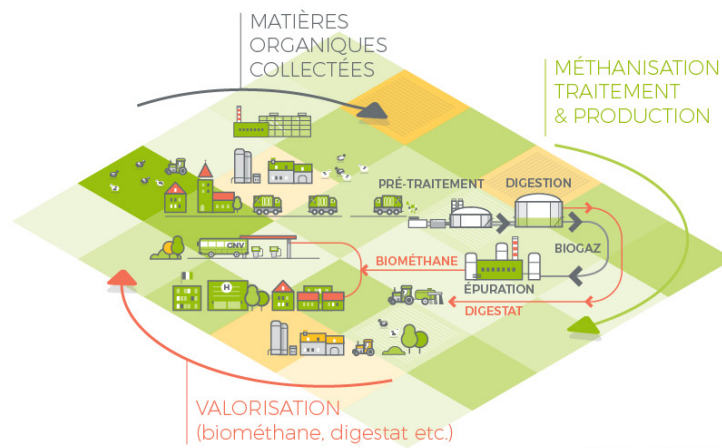 MATIÈRES
ORGANIQUES
COLLECTÉES
MÉTHANISATION
TRAITEMENT
& PRODUCTION
PRÉ-TRAITEMENT
DIGESTION
GNV
BIOMÉTHANE
BIOGAZ
ÉPURATION
H
DIGESTAT
VALORISATION
(biométhane, digestat etc.)